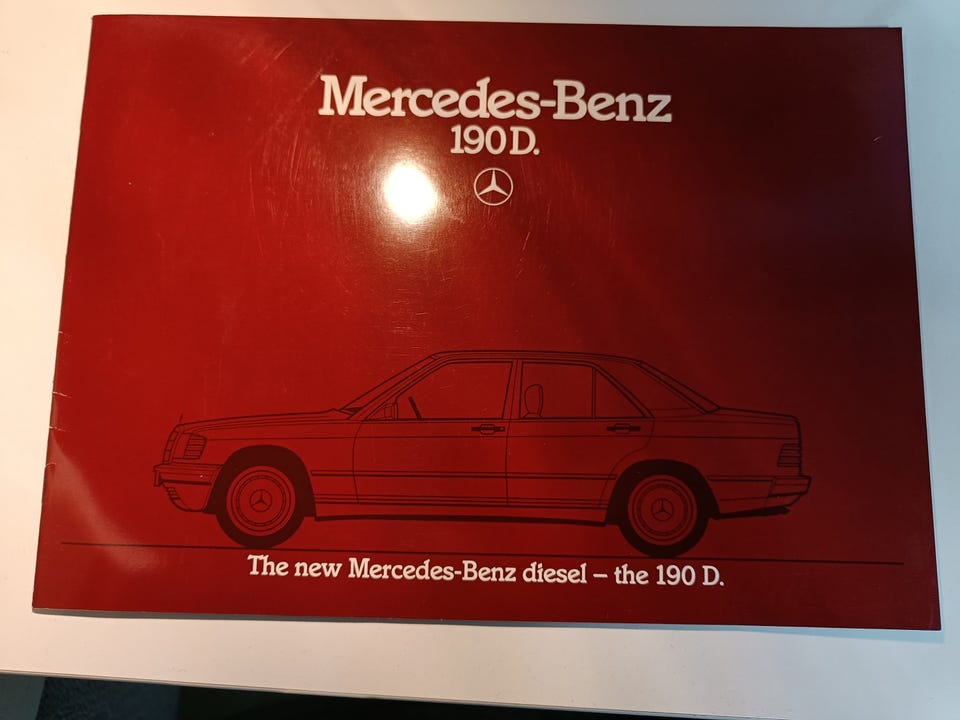 Mercedes-Benz
190 D.
The new Mercedes-Benz diesel – the 190 D.